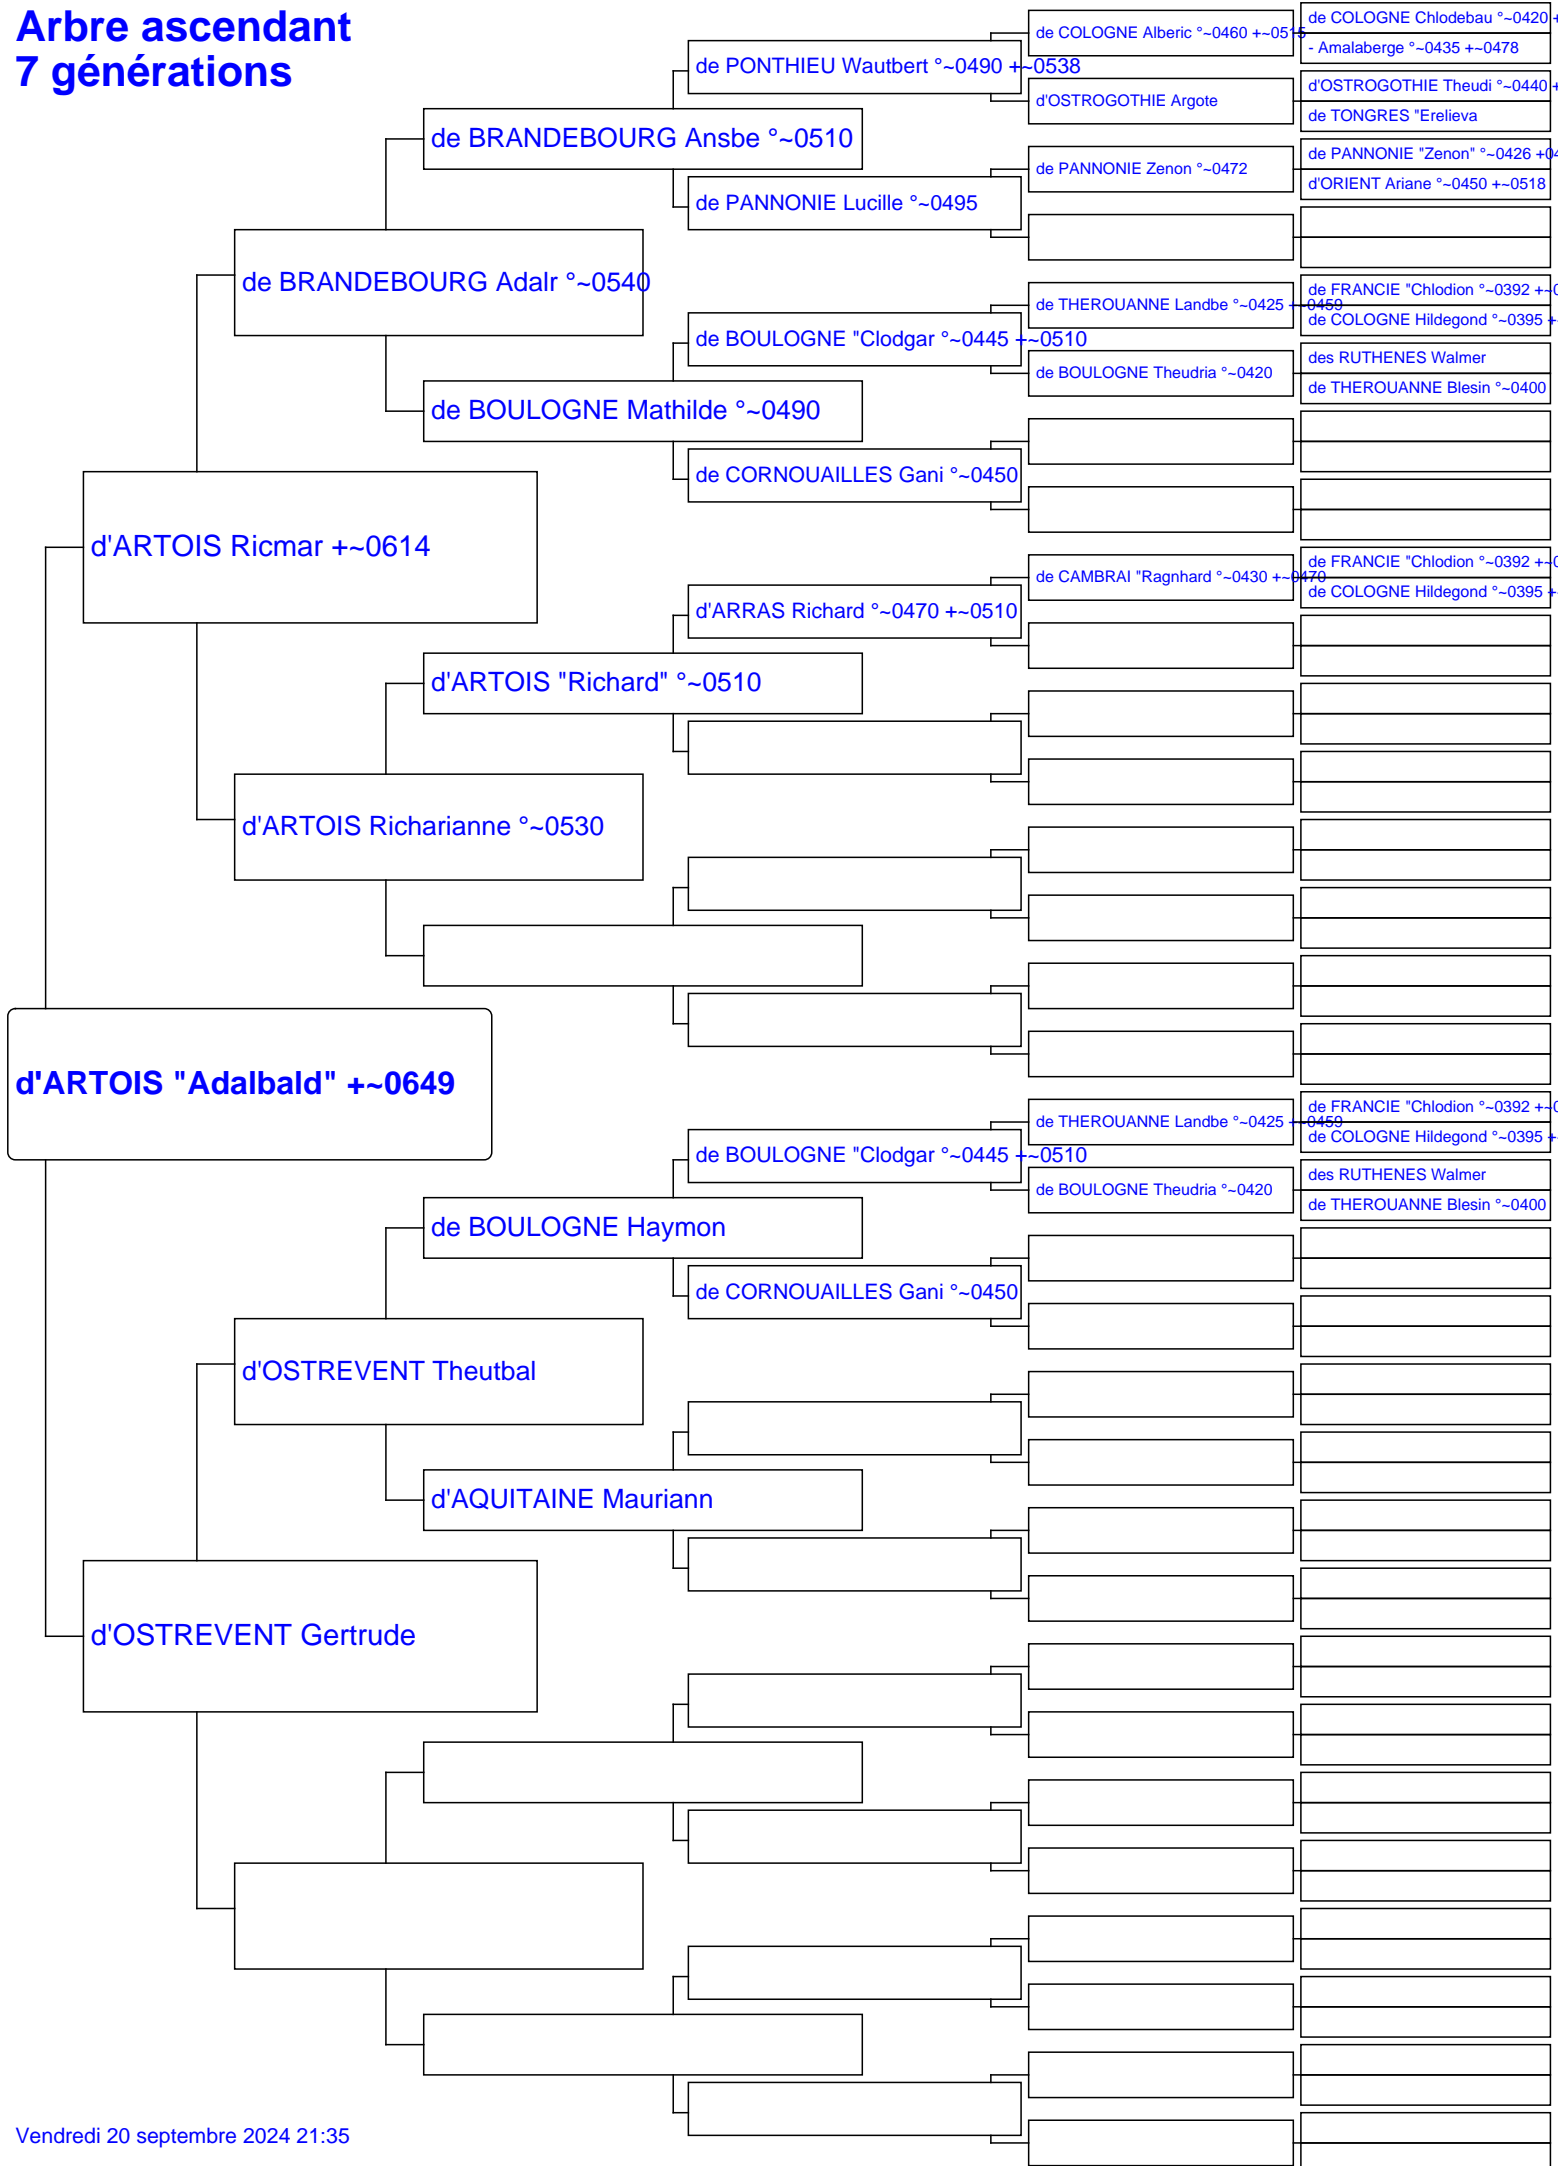 Arbre ascendant
7 générations
d'ARTOIS "Adalbald" +~0649
d'ARTOIS Ricmar +~0614
d'OSTREVENT Gertrude
de BRANDEBOURG Adalr °~0540
d'ARTOIS Richarianne °~0530
d'OSTREVENT Theutbal
de BRANDEBOURG Ansbe °~0510
de BOULOGNE Mathilde °~0490
d'ARTOIS "Richard" °~0510
de BOULOGNE Haymon
d'AQUITAINE Mauriann
de PONTHIEU Wautbert °~0490 +~0538
de PANNONIE Lucille °~0495
de BOULOGNE "Clodgar °~0445 +~0510
de CORNOUAILLES Gani °~0450
d'ARRAS Richard °~0470 +~0510
de BOULOGNE "Clodgar °~0445 +~0510
de CORNOUAILLES Gani °~0450
de COLOGNE Alberic °~0460 +~0515
d'OSTROGOTHIE Argote
de PANNONIE Zenon °~0472
de THEROUANNE Landbe °~0425 +~0459
de BOULOGNE Theudria °~0420
de CAMBRAI "Ragnhard °~0430 +~0470
de THEROUANNE Landbe °~0425 +~0459
de BOULOGNE Theudria °~0420
de COLOGNE Chlodebau °~0420 +
- Amalaberge °~0435 +~0478
d'OSTROGOTHIE Theudi °~0440 +
de TONGRES "Erelieva
de PANNONIE "Zenon" °~0426 +04
d'ORIENT Ariane °~0450 +~0518
de FRANCIE "Chlodion °~0392 +~0
de COLOGNE Hildegond °~0395 +
des RUTHENES Walmer
de THEROUANNE Blesin °~0400
de FRANCIE "Chlodion °~0392 +~0
de COLOGNE Hildegond °~0395 +
de FRANCIE "Chlodion °~0392 +~0
de COLOGNE Hildegond °~0395 +
des RUTHENES Walmer
de THEROUANNE Blesin °~0400
Vendredi 20 septembre 2024 21:35